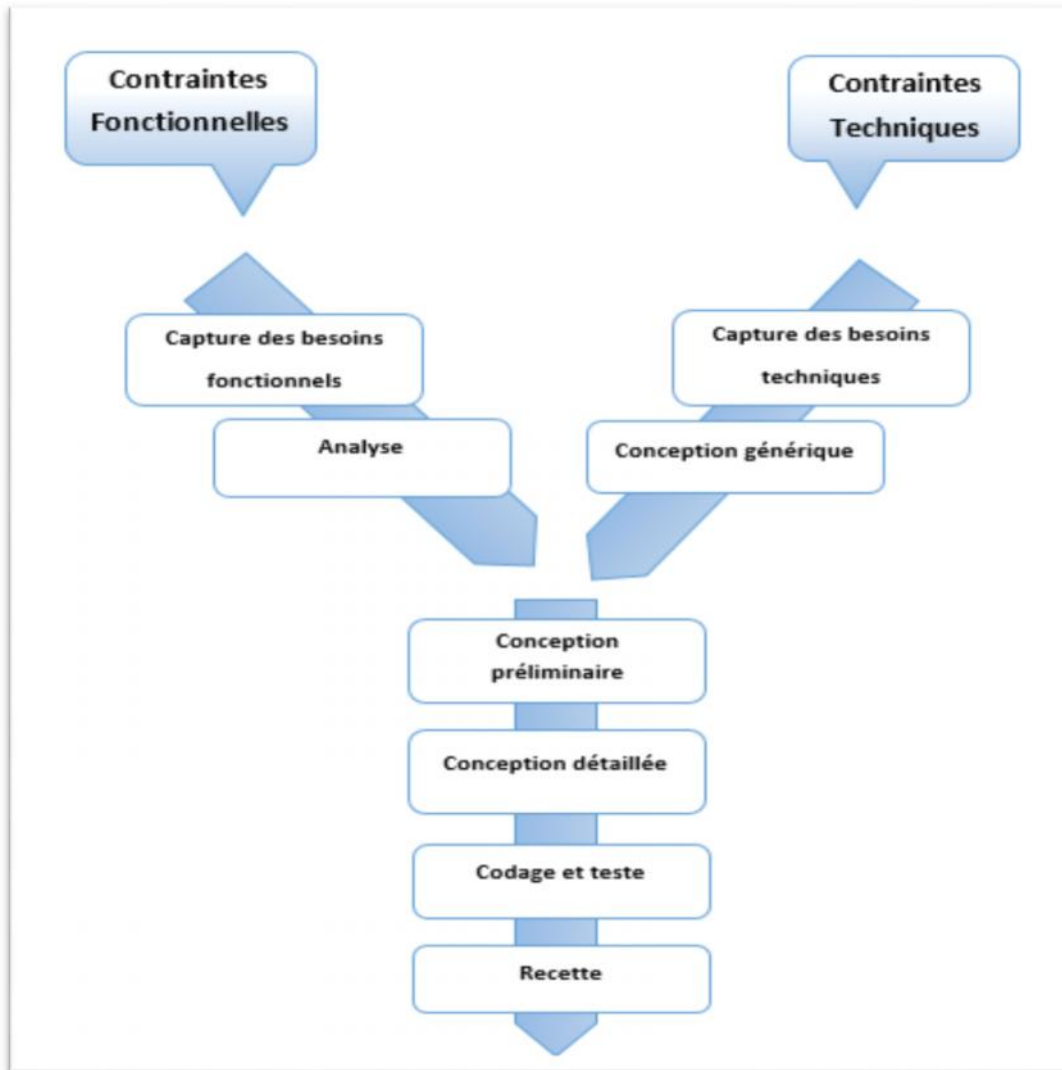 Contraintes
Fonctionnelles
Contraintes
Techniques
Capture des besoins
fonctionnels
Capture des besoins
techniques
Analyse
Conception générique
Conception
préliminaire
Conception détaillée
Codage et teste
Recette